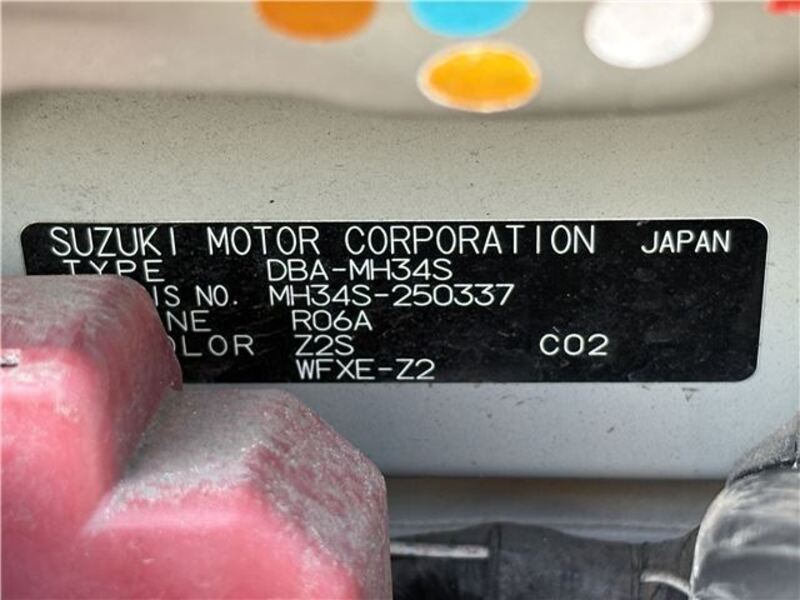 SUZUKI MOTOR CORPORATION JAPAN
TYPE DBA-MH34S
IS NO. MH34S-250337
NE R06A
OLOR Z2S C02
WFXE-Z2